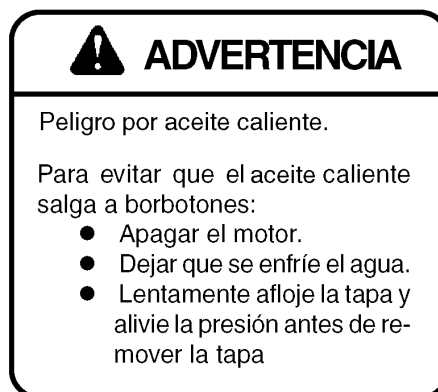 ADVERTENCIA
Peligro por aceite caliente.
Para evitar que el aceite caliente
salga a borbotones:
● Apagar el motor.
● Dejar que se enfríe el agua.
● Lentamente afloje la tapa y
alivie la presión antes de re-
mover la tapa